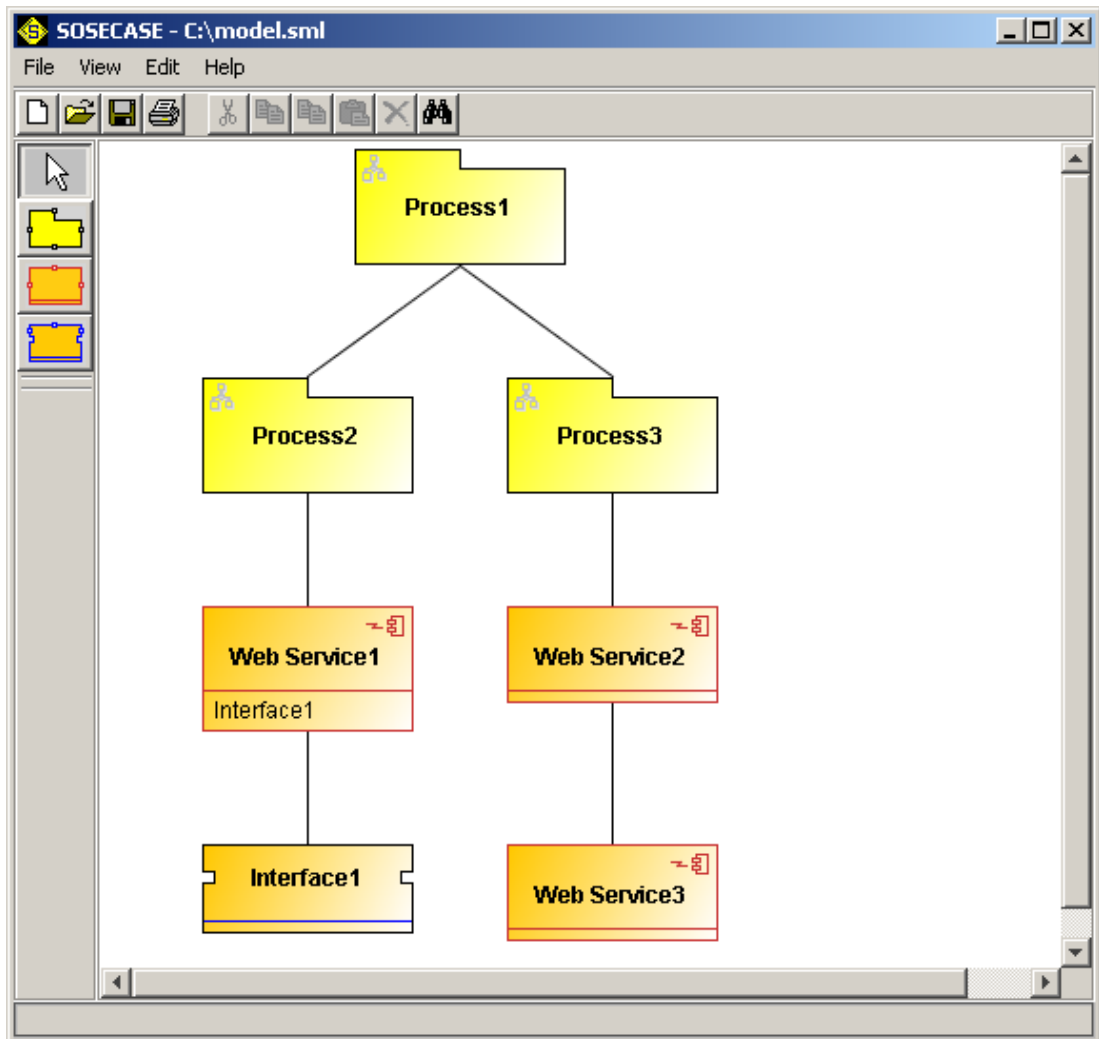 SOSECASE - C:\model.sml
File View Edit Help
Process1
Process2
Process3
Web Service1
Interface1
Web Service2
Interface1
Web Service3